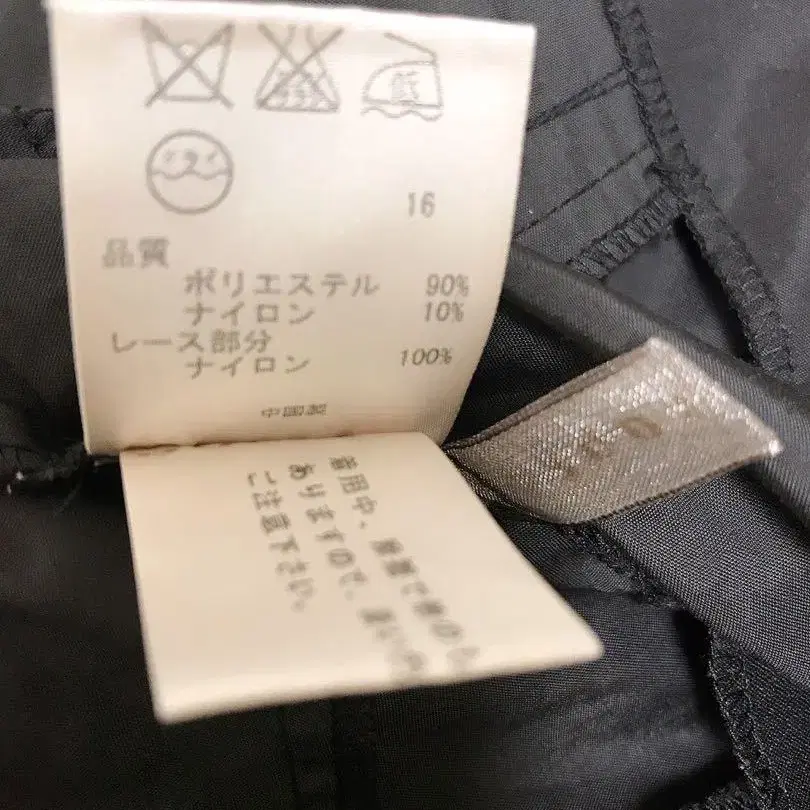 低
ドライ
16
品質
ポリエステル 90%
ナイロン 10%
レース部分
ナイロン 100%
中国製
着用中、
ありますので、
ご注意下さい。